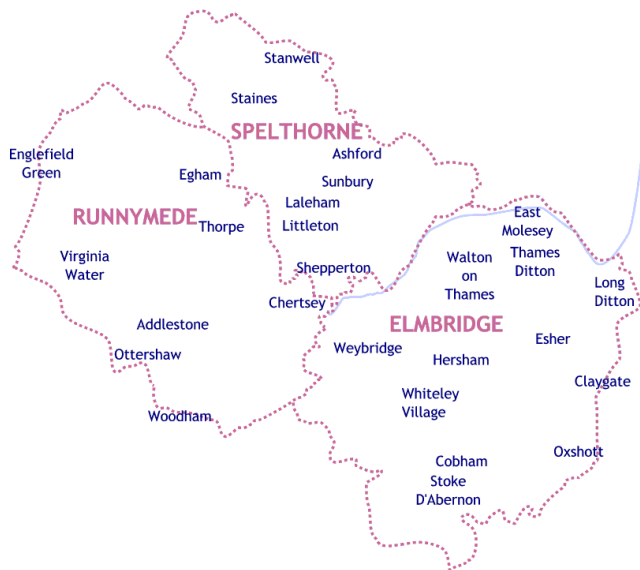 Stanwell
Staines
SPELTHORNE
Ashford
Englefield
Green
Egham
Sunbury
Laleham
RUNNYMEDE
Thorpe
Littleton
East
Molesey
Virginia
Water
Walton
on
Thames
Thames
Ditton
Shepperton
Long
Ditton
Chertsey
Addlestone
ELMBRIDGE
Ottershaw
Weybridge
Esher
Hersham
Claygate
Whiteley
Village
Woodham
Oxshott
Cobham
Stoke
D'Abernon